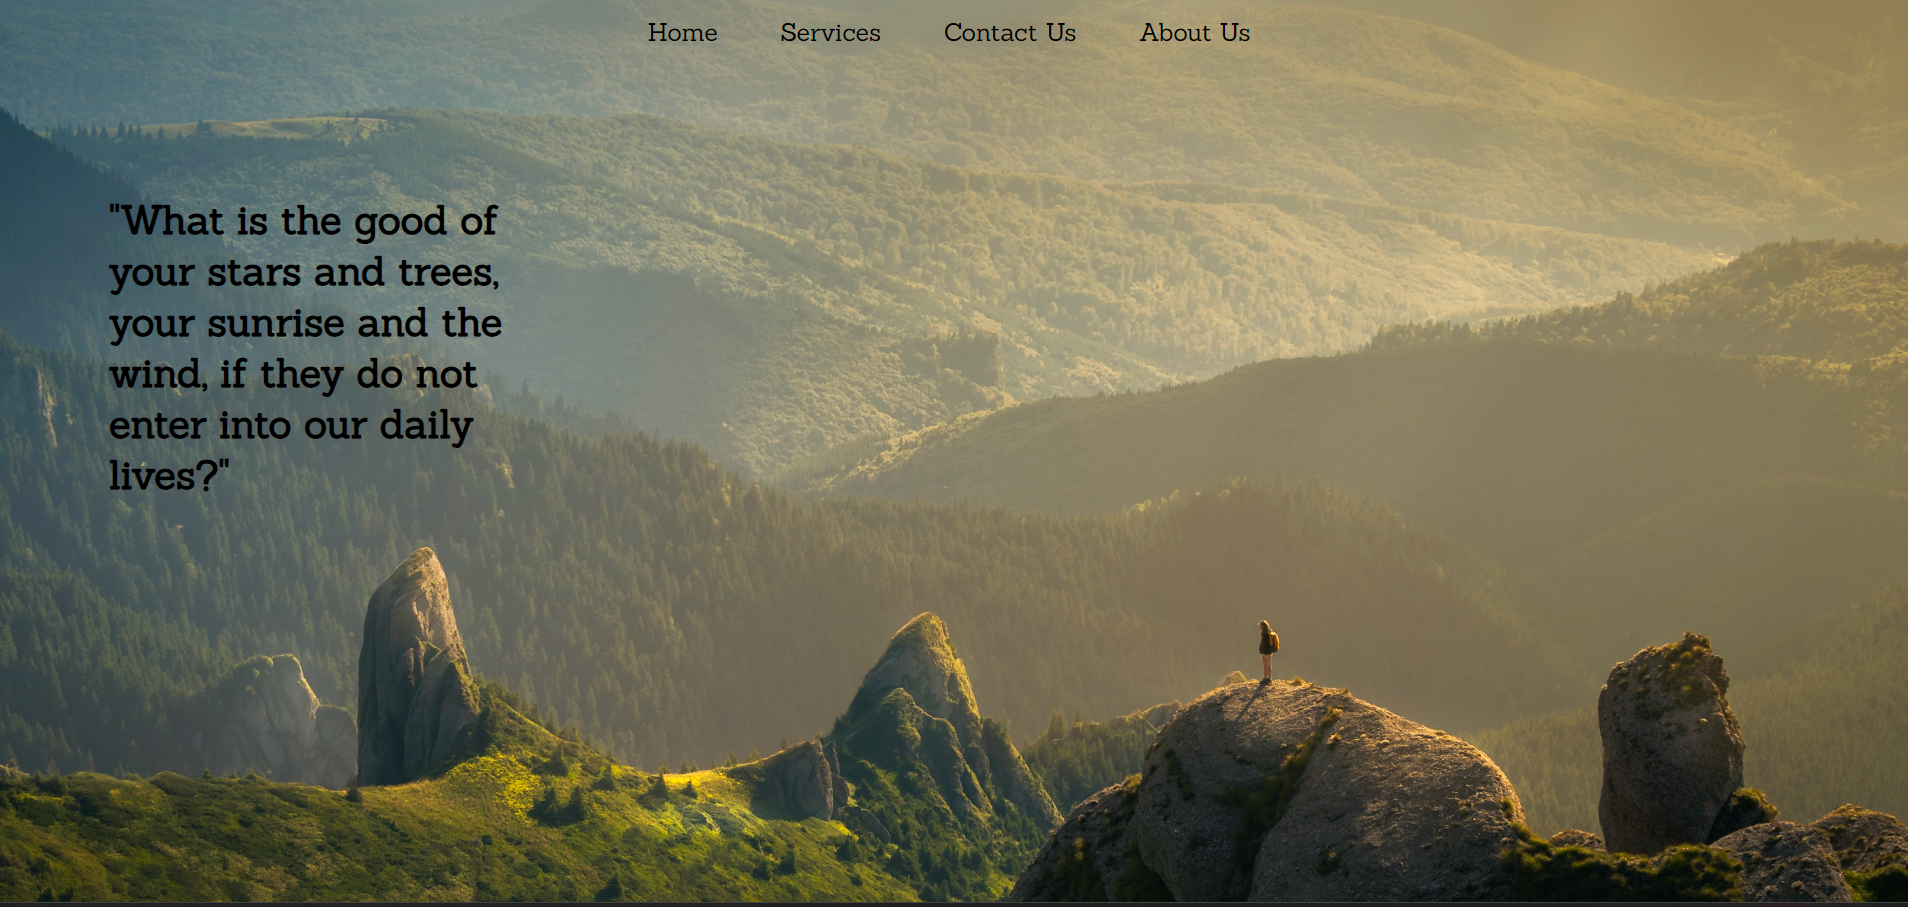 Home Services Contact Us About Us
"What is the good of
your stars and trees,
your sunrise and the
wind, if they do not
enter into our daily
lives?"